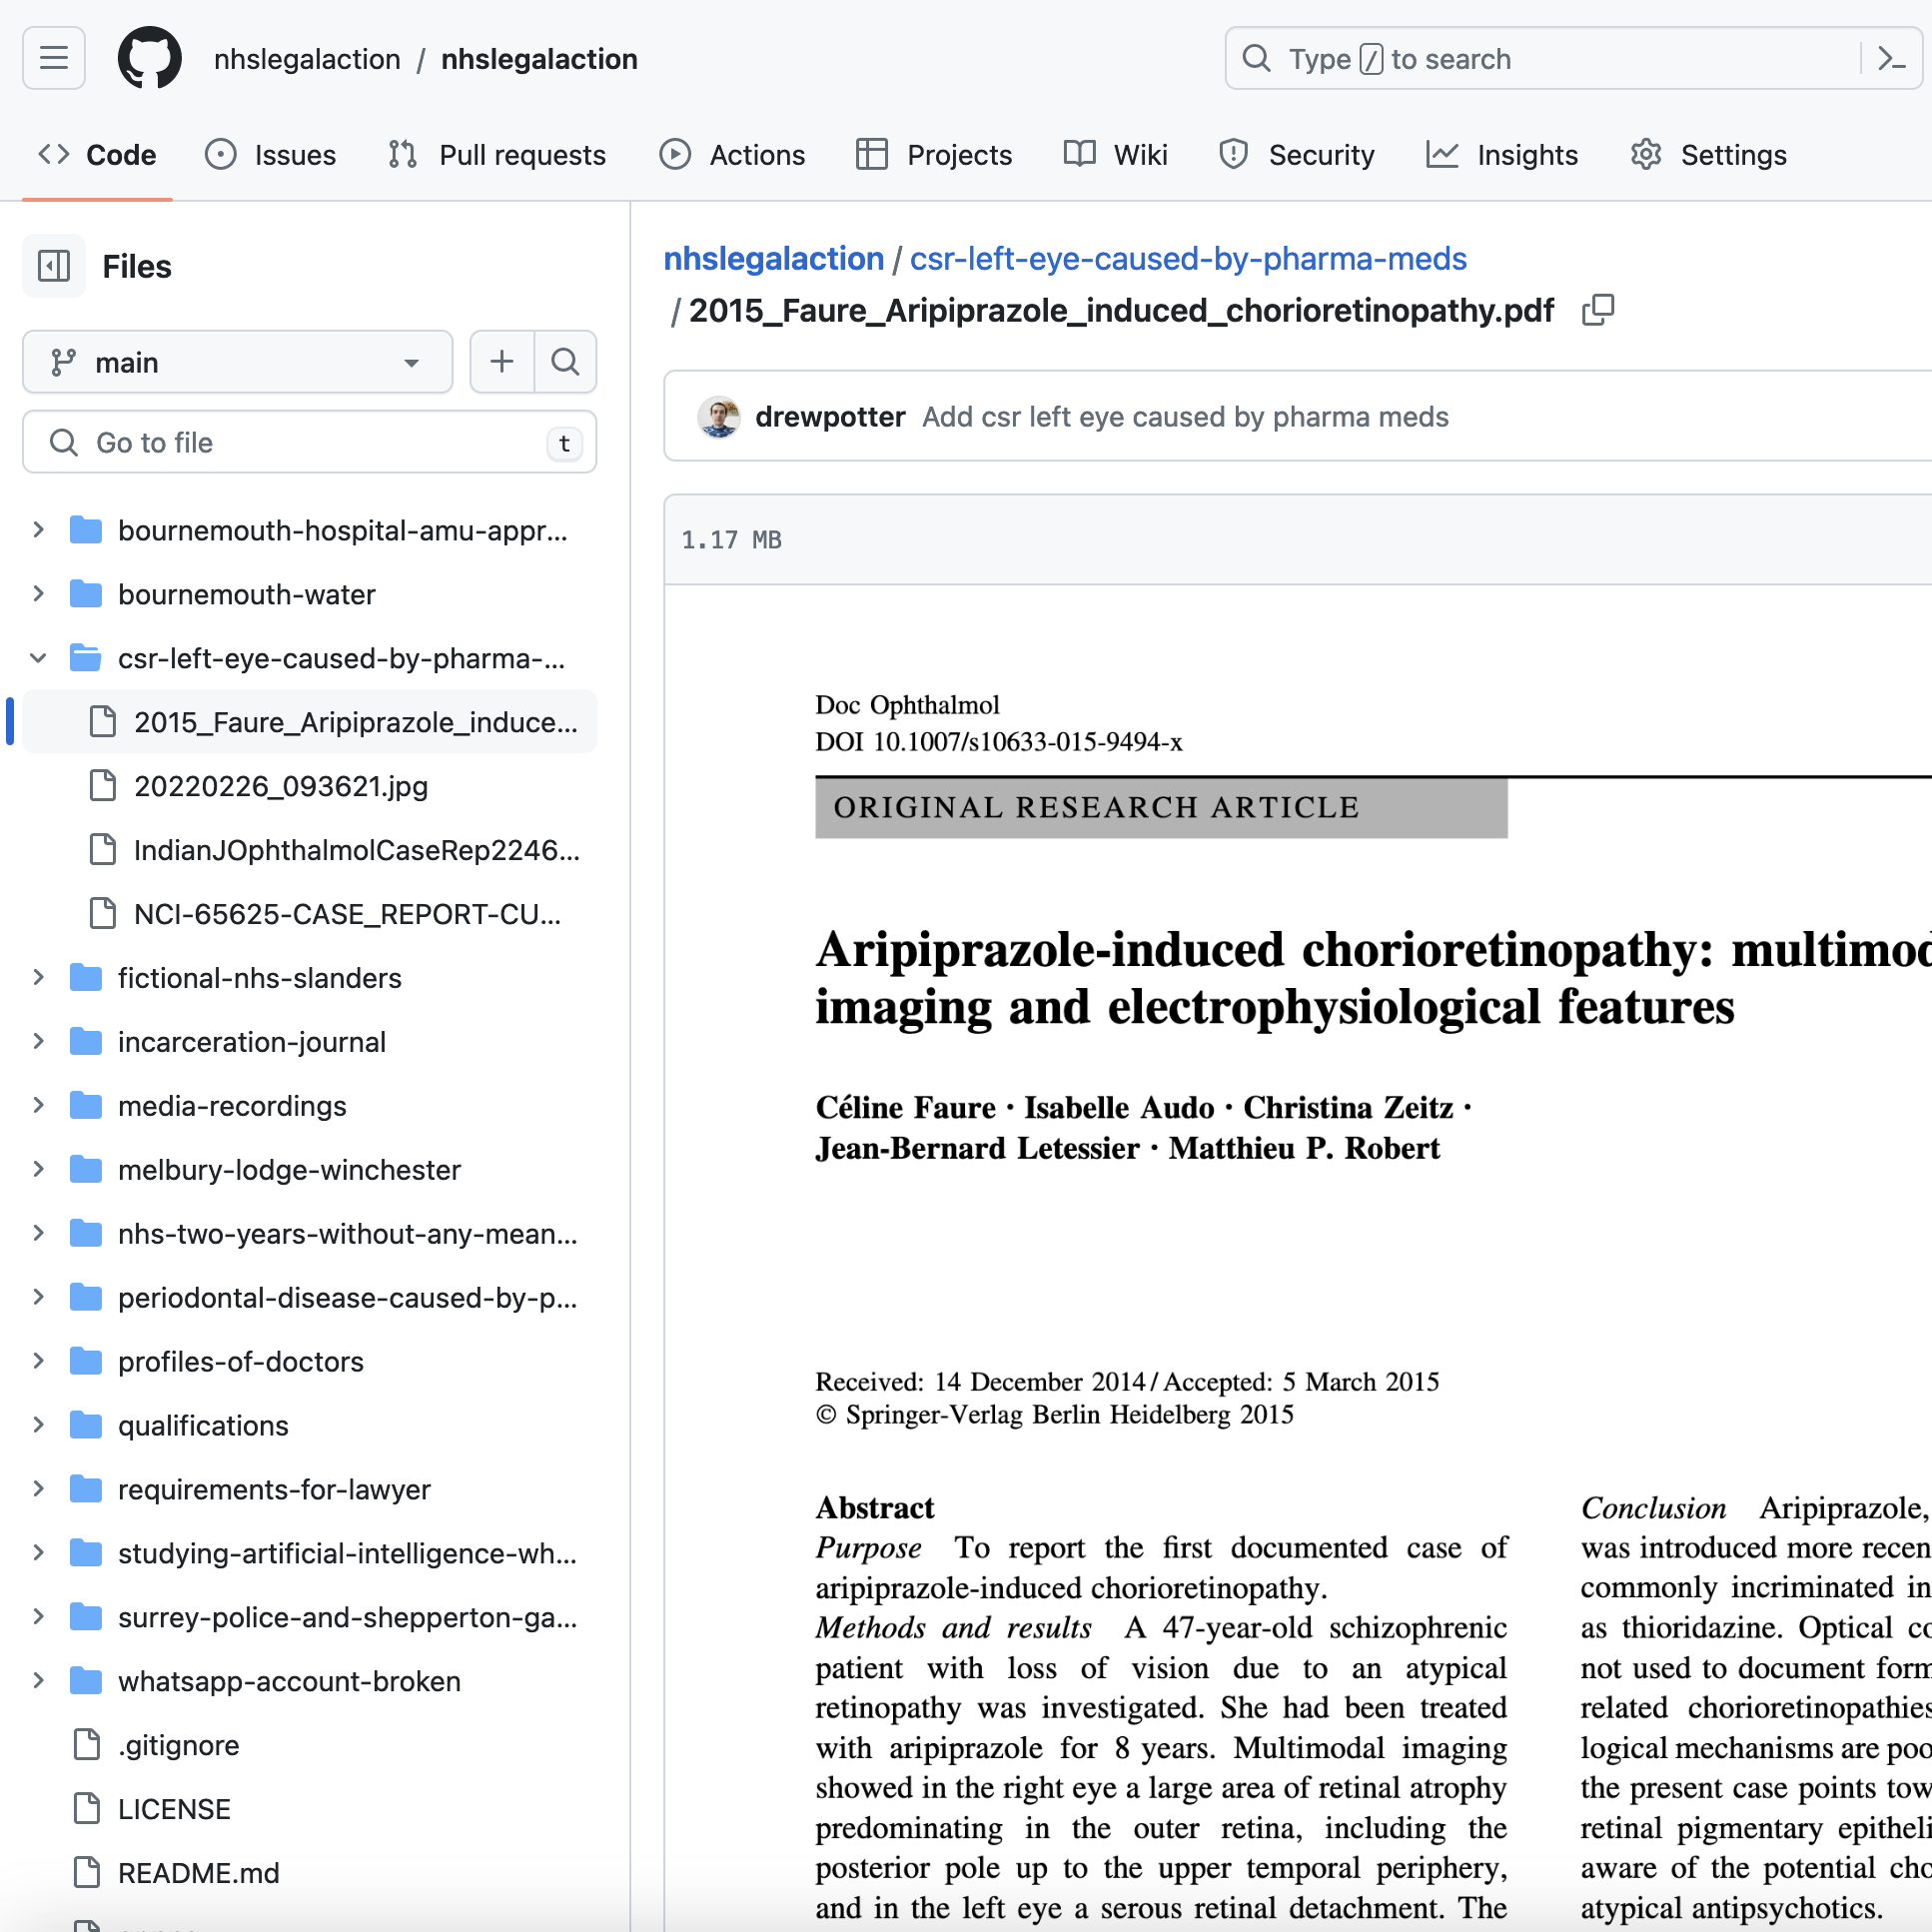 nhslegalaction / nhslegalaction
Type / to search
Code
Issues
Pull requests
Actions
Projects
Wiki
Security
Insights
Settings
Files
main
Go to file
t
bournemouth-hospital-amu-appr...
bournemouth-water
csr-left-eye-caused-by-pharma-...
2015_Faure_Aripiprazole_induce...
20220226_093621.jpg
IndianJOphthalmolCaseRep2246...
NCI-65625-CASE_REPORT-CU...
fictional-nhs-slanders
incarceration-journal
media-recordings
melbury-lodge-winchester
nhs-two-years-without-any-mean...
periodontal-disease-caused-by-p...
profiles-of-doctors
qualifications
requirements-for-lawyer
studying-artificial-intelligence-wh...
surrey-police-and-shepperton-ga...
whatsapp-account-broken
.gitignore
LICENSE
README.md
nhslegalaction / csr-left-eye-caused-by-pharma-meds
/ 2015_Faure_Aripiprazole_induced_chorioretinopathy.pdf
drewpotter Add csr left eye caused by pharma meds
1.17 MB
Doc Ophthalmol
DOI 10.1007/s10633-015-9494-x
ORIGINAL RESEARCH ARTICLE
Aripiprazole-induced chorioretinopathy: multimod
imaging and electrophysiological features
Céline Faure · Isabelle Audo · Christina Zeitz ·
Jean-Bernard Letessier · Matthieu P. Robert
Received: 14 December 2014 / Accepted: 5 March 2015
© Springer-Verlag Berlin Heidelberg 2015
Abstract
Purpose To report the first documented case of
aripiprazole-induced chorioretinopathy.
Methods and results A 47-year-old schizophrenic
patient with loss of vision due to an atypical
retinopathy was investigated. She had been treated
with aripiprazole for 8 years. Multimodal imaging
showed in the right eye a large area of retinal atrophy
predominating in the outer retina, including the
posterior pole up to the upper temporal periphery,
and in the left eye a serous retinal detachment. The
Conclusion Aripiprazole,
was introduced more recen
commonly incriminated in
as thioridazine. Optical co
not used to document form
related chorioretinopathies
logical mechanisms are poo
the present case points tow
retinal pigmentary epitheli
aware of the potential cho
atypical antipsychotics.